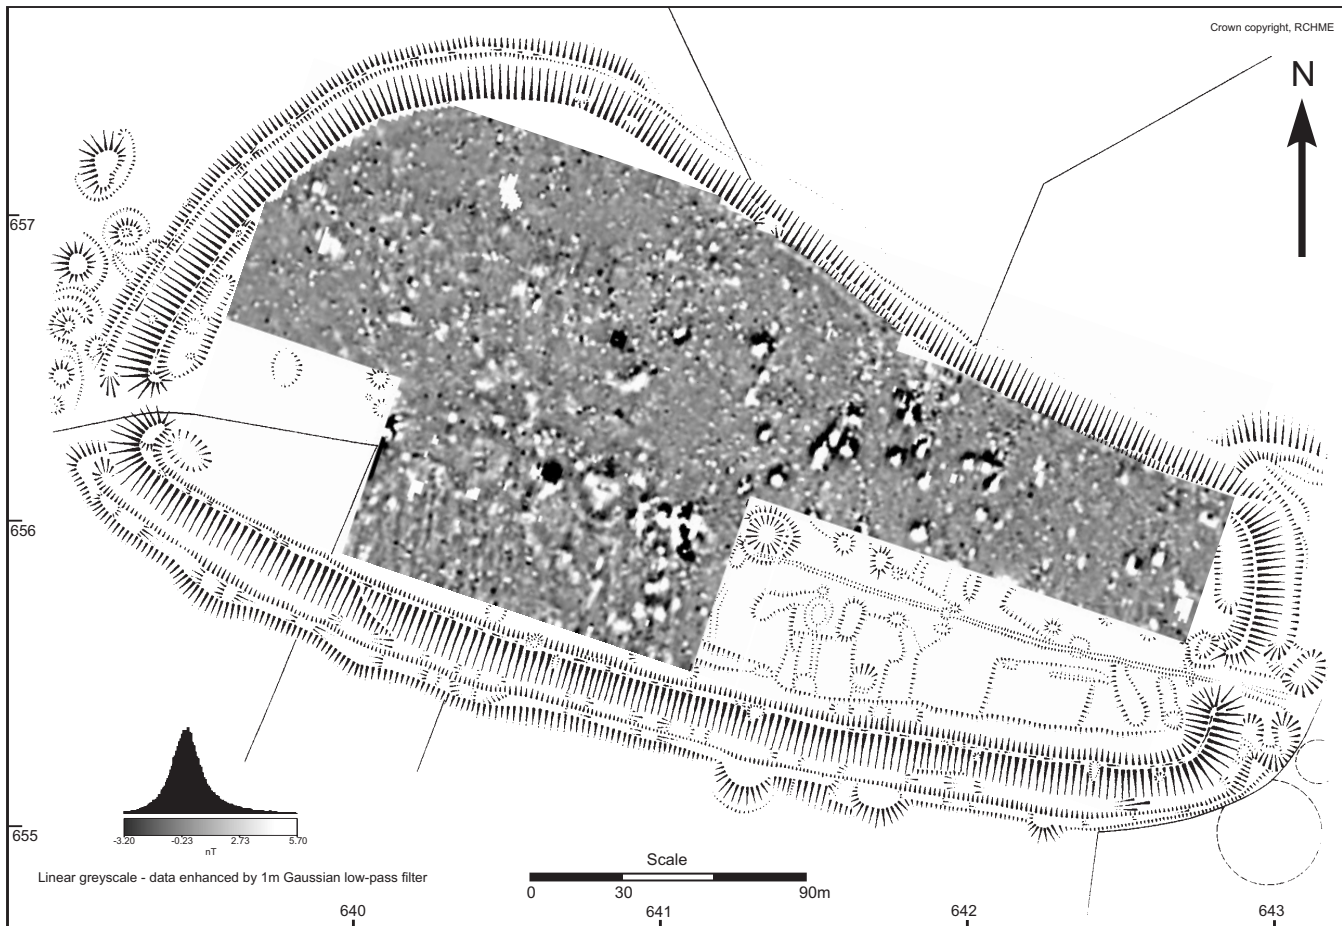 Crown copyright, RCHME
N
657
656
655
-3.20 -0.23 2.73 5.70
nT
Linear greyscale - data enhanced by 1m Gaussian low-pass filter
Scale
0 30 90m
640 641 642 643